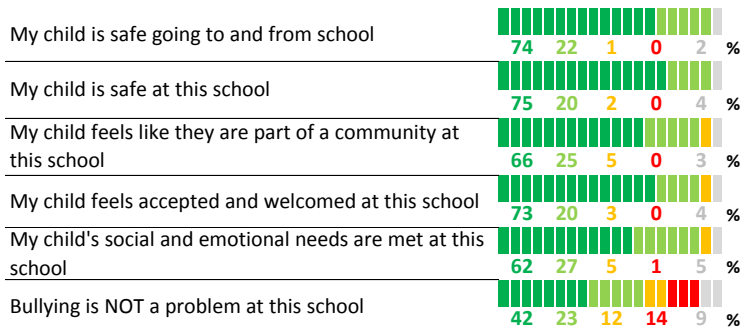 My child is safe going to and from school
74 22 1 0 2 %
My child is safe at this school
75 20 2 0 4 %
My child feels like they are part of a community at
this school
66 25 5 0 3 %
My child feels accepted and welcomed at this school
73 20 3 0 4 %
My child's social and emotional needs are met at this
school
62 27 5 1 5 %
Bullying is NOT a problem at this school
42 23 12 14 9 %